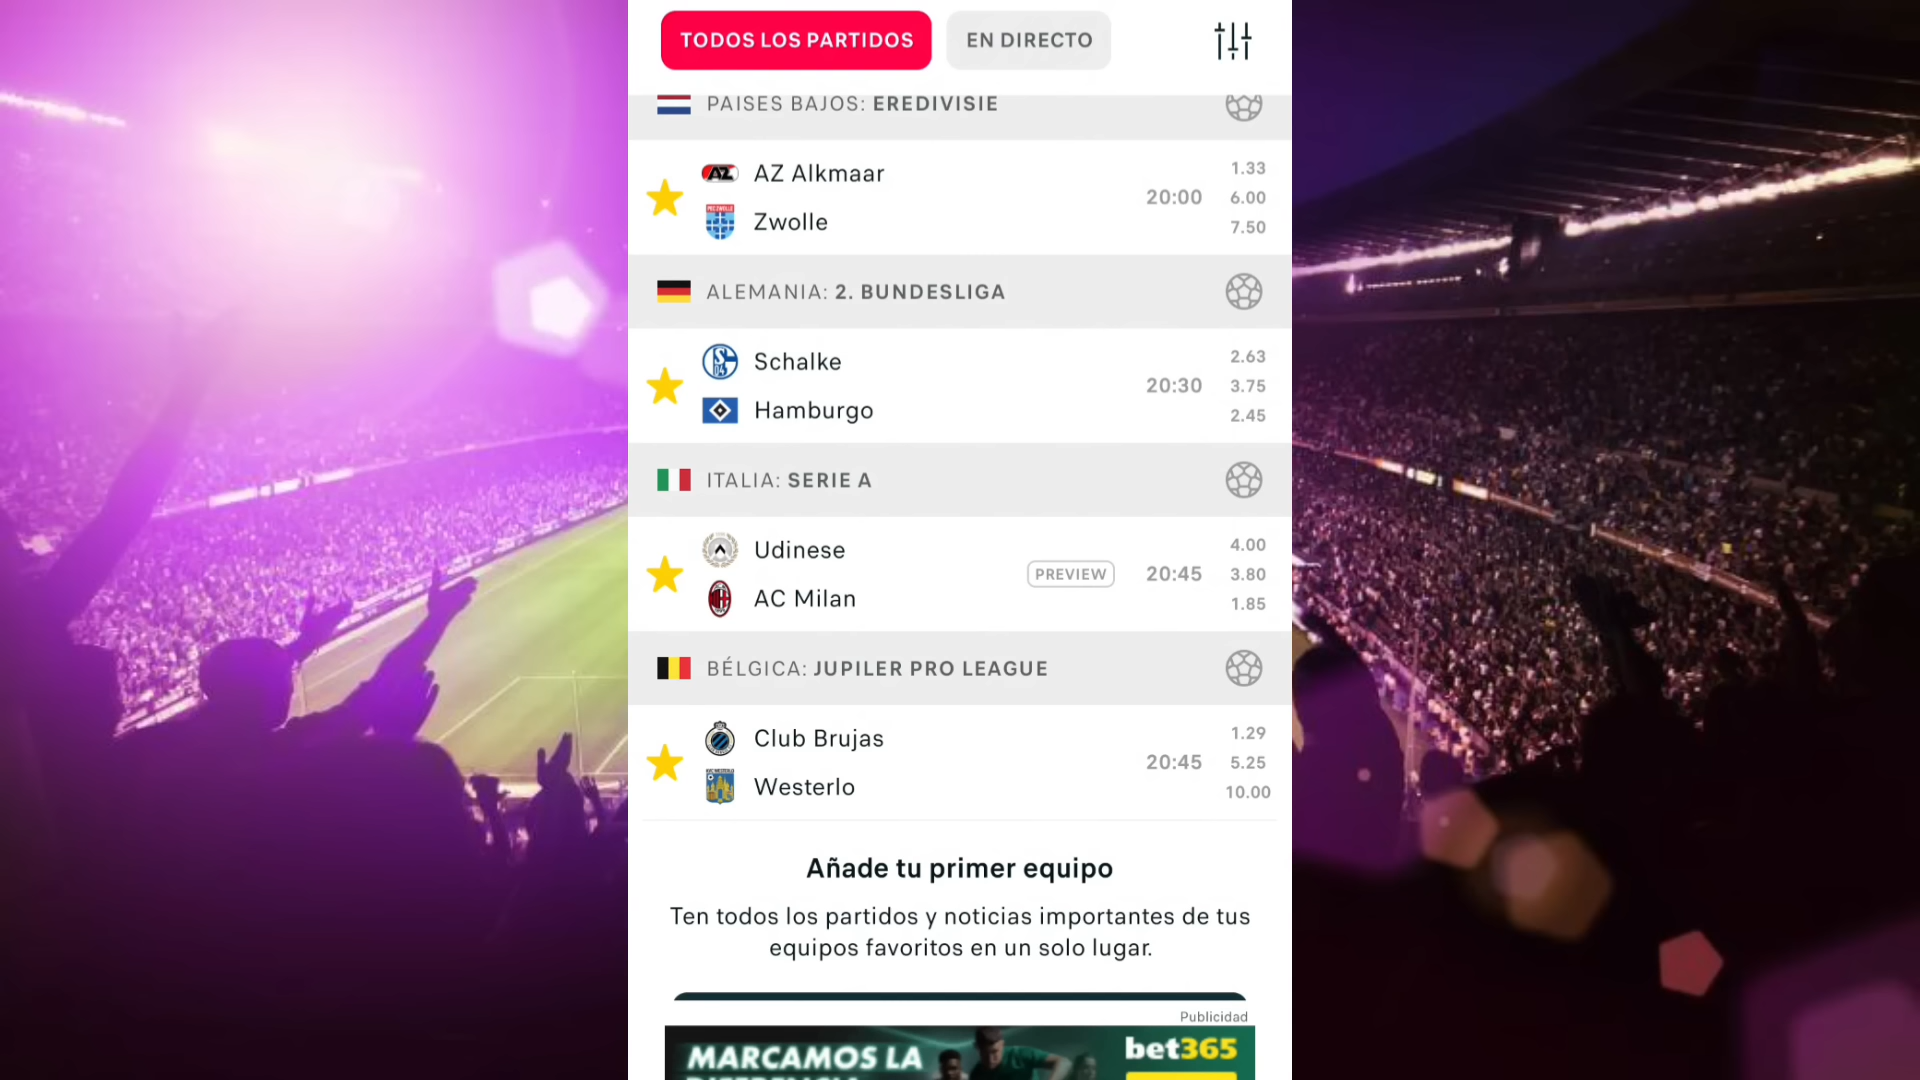 TODOS LOS PARTIDOS EN DIRECTO
PAISES BAJOS: EREDIVISIE
AZ Alkmaar
Zwolle
20:00
1.33
6.00
7.50
ALEMANIA: 2. BUNDESLIGA
Schalke
Hamburgo
20:30
2.63
3.75
2.45
ITALIA: SERIE A
Udinese
AC Milan
PREVIEW
20:45
4.00
3.80
1.85
BÉLGICA: JUPILER PRO LEAGUE
Club Brujas
Westerlo
20:45
1.29
5.25
10.00
Añade tu primer equipo
Ten todos los partidos y noticias importantes de tus
equipos favoritos en un solo lugar.
Publicidad
MARCAMOS LA
bet365